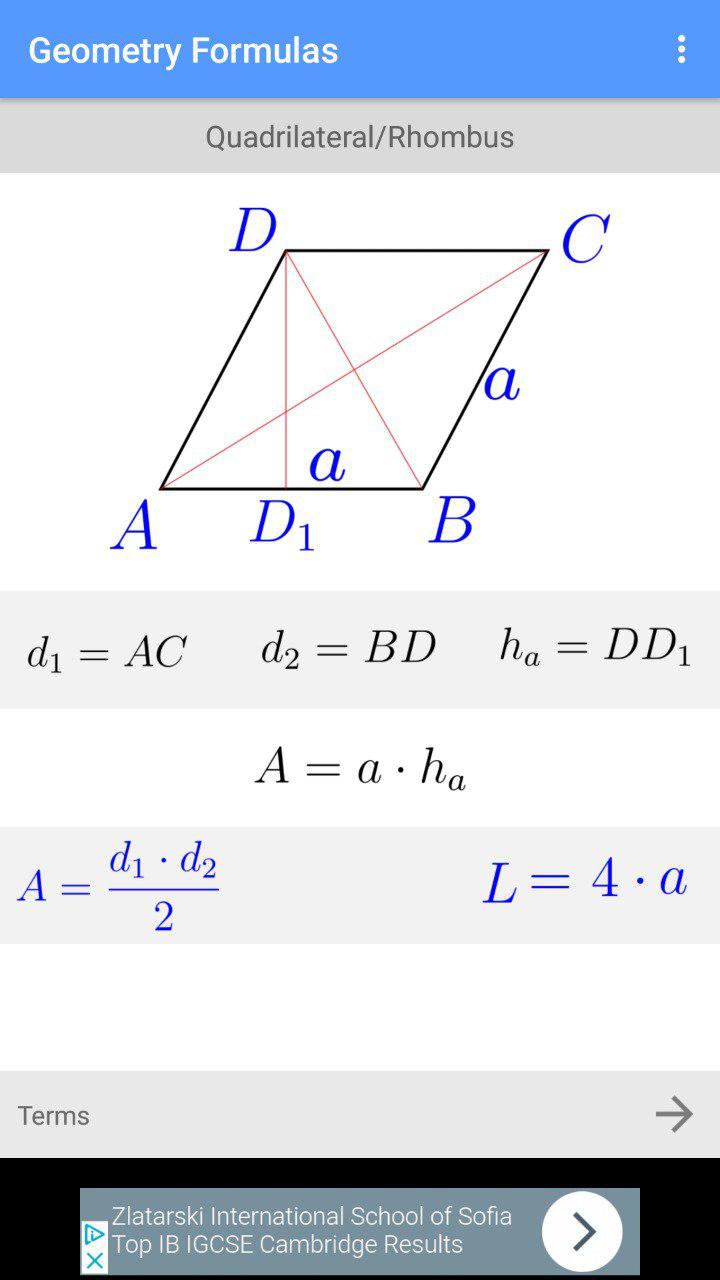 Geometry Formulas
Quadrilateral/Rhombus
D C
a
a
A D₁ B
d₁ = AC d₂ = BD hₐ = DD₁
A = a · hₐ
A = d₁ · d₂ / 2 L = 4 · a
Terms
Zlatarski International School of Sofia
Top IB IGCSE Cambridge Results